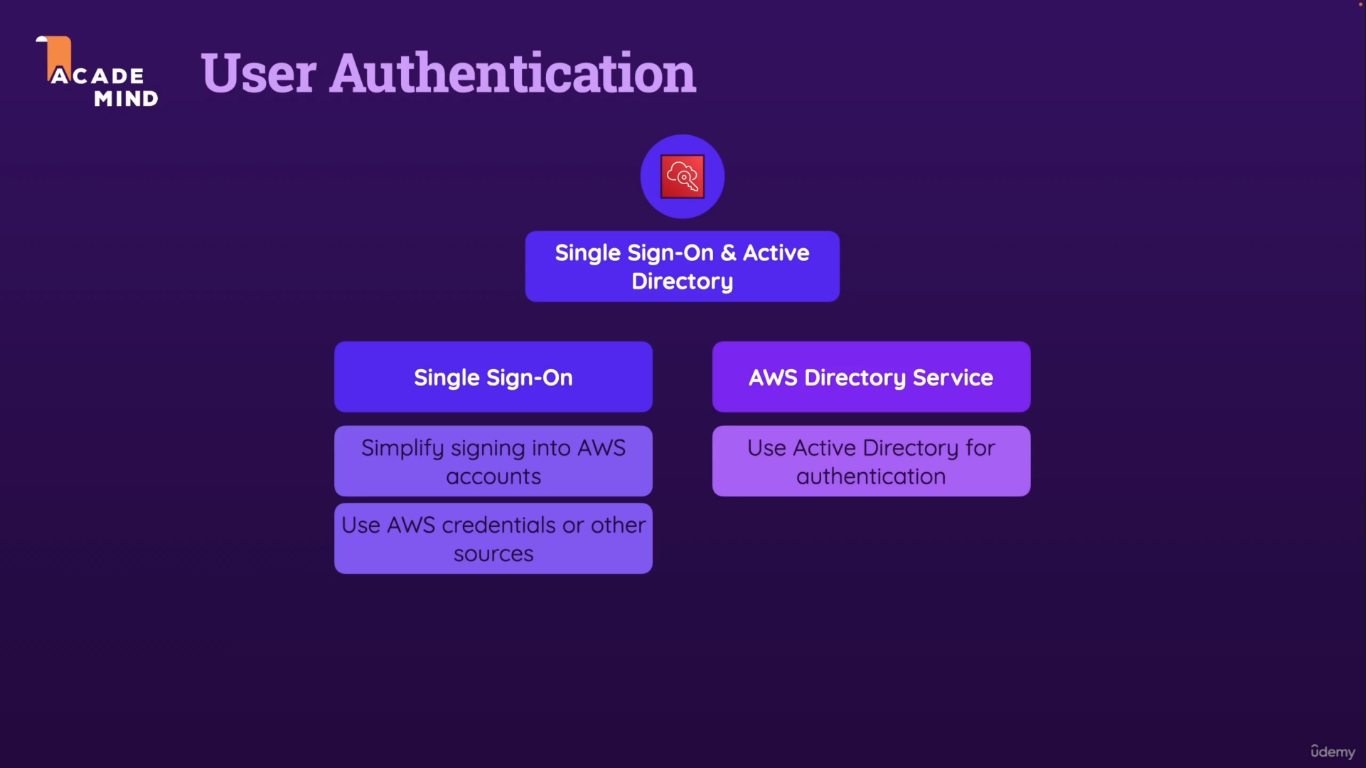 ACADE
MIND
User Authentication
Single Sign-On & Active
Directory
Single Sign-On
Simplify signing into AWS
accounts
Use AWS credentials or other
sources
AWS Directory Service
Use Active Directory for
authentication
ûdemy